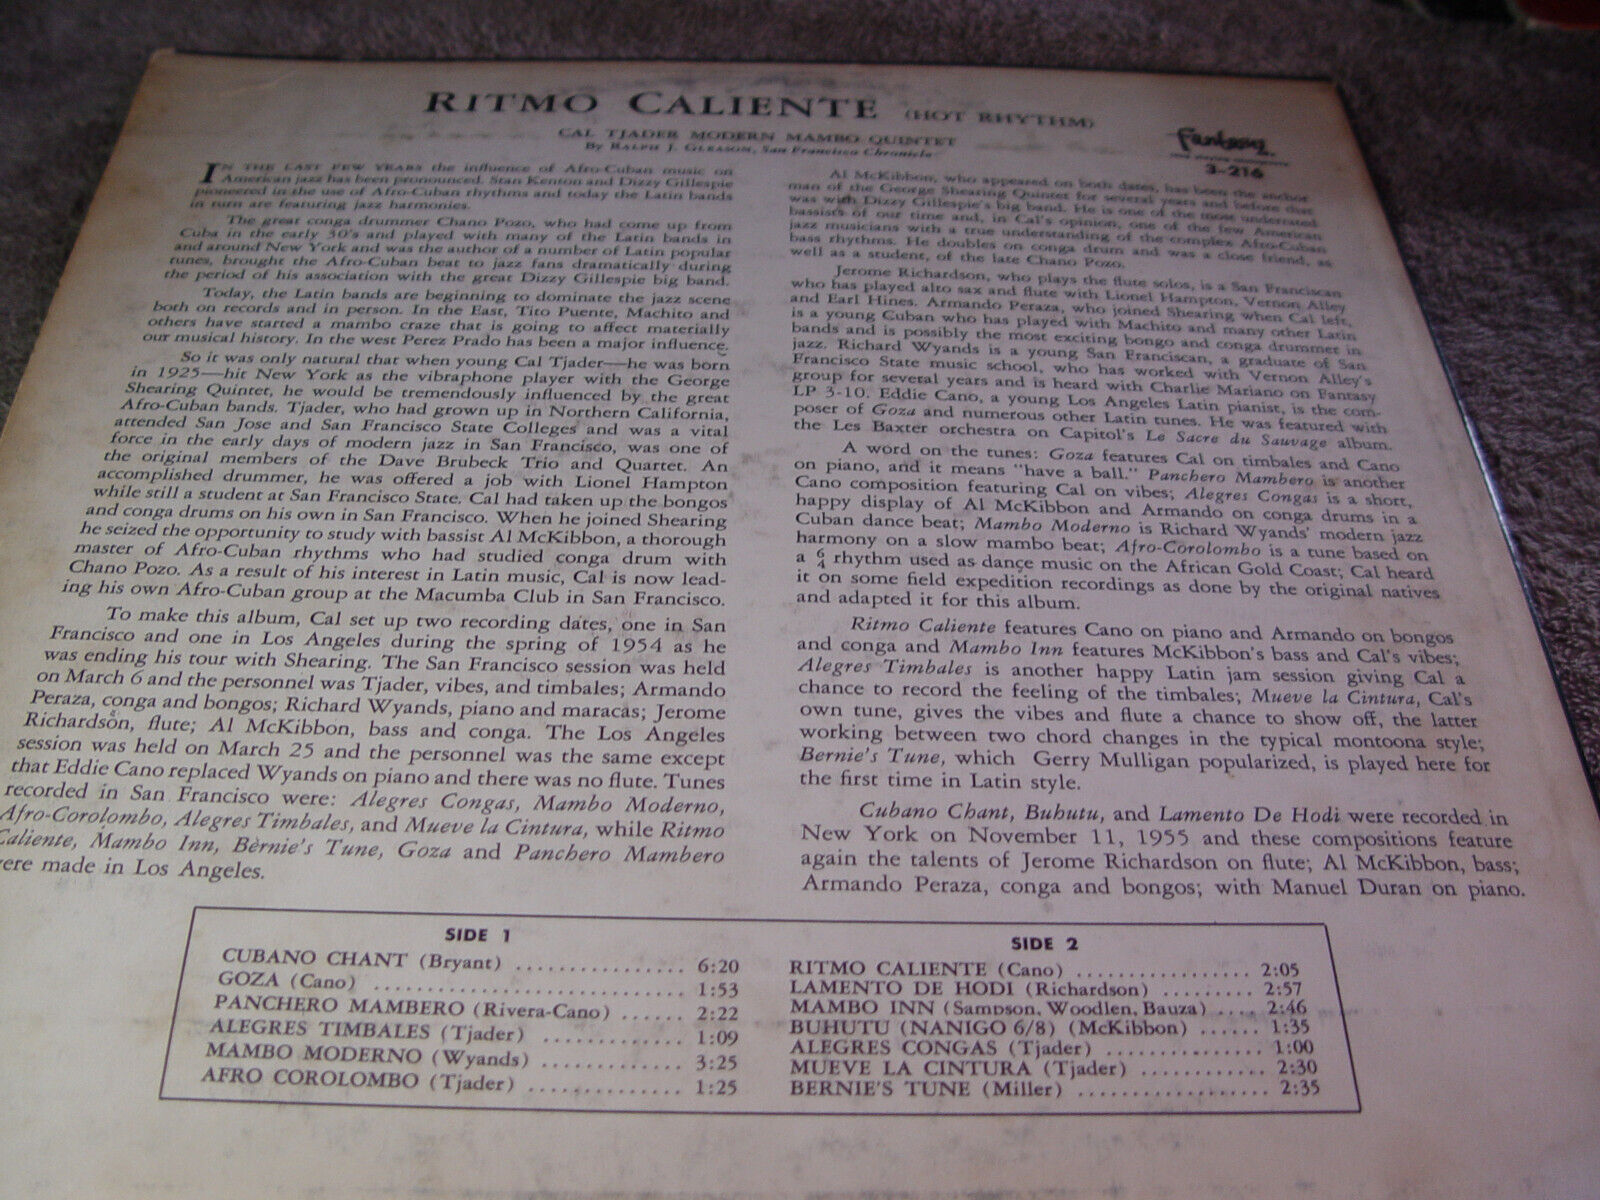 RITMO CALIENTE (HOT RHYTHM)
CAL TJADER MODERN MAMBO QUINTET
By RALPH J. GLEASON, San Francisco Chronicle
Fantasy
3-216
IN THE LAST FEW YEARS the influence of Afro-Cuban music on
American jazz has been pronounced. Stan Kenton and Dizzy Gillespie
pioneered in the use of Afro-Cuban rhythms and today the Latin bands
in turn are featuring jazz harmonies.
The great conga drummer Chano Pozo, who had come up from
Cuba in the early 30's and played with many of the Latin bands in
and around New York and was the author of a number of Latin popular
tunes, brought the Afro-Cuban beat to jazz fans dramatically during
the period of his association with the great Dizzy Gillespie big band.
Today, the Latin bands are beginning to dominate the jazz scene
both on records and in person. In the East, Tito Puente, Machito and
others have started a mambo craze that is going to affect materially
our musical history. In the west Perez Prado has been a major influence.
So it was only natural that when young Cal Tjader—he was born
in 1925—hit New York as the vibraphone player with the George
Shearing Quintet, he would be tremendously influenced by the great
Afro-Cuban bands. Tjader, who had grown up in Northern California,
attended San Jose and San Francisco State Colleges and was a vital
force in the early days of modern jazz in San Francisco, was one of
the original members of the Dave Brubeck Trio and Quartet. An
accomplished drummer, he was offered a job with Lionel Hampton
while still a student at San Francisco State. Cal had taken up the bongos
and conga drums on his own in San Francisco. When he joined Shearing
he seized the opportunity to study with bassist Al McKibbon, a thorough
master of Afro-Cuban rhythms who had studied conga drum with
Chano Pozo. As a result of his interest in Latin music, Cal is now lead-
ing his own Afro-Cuban group at the Macumba Club in San Francisco.
To make this album, Cal set up two recording dates, one in San
Francisco and one in Los Angeles during the spring of 1954 as he
was ending his tour with Shearing. The San Francisco session was held
on March 6 and the personnel was Tjader, vibes, and timbales; Armando
Peraza, conga and bongos; Richard Wyands, piano and maracas; Jerome
Richardson, flute; Al McKibbon, bass and conga. The Los Angeles
session was held on March 25 and the personnel was the same except
that Eddie Cano replaced Wyands on piano and there was no flute. Tunes
recorded in San Francisco were: Alegres Congas, Mambo Moderno,
Afro-Corolombo, Alegres Timbales, and Mueve la Cintura, while Ritmo
Caliente, Mambo Inn, Bernie's Tune, Goza and Panchero Mambero
were made in Los Angeles.
Al McKibbon, who appeared on both dates, has been the anchor
man of the George Shearing Quintet for several years and before that
was with Dizzy Gillespie's big band. He is one of the most underrated
bassists of our time and, in Cal's opinion, one of the few American
jazz musicians with a true understanding of the complex Afro-Cuban
bass rhythms. He doubles on conga drum and was a close friend, as
well as a student, of the late Chano Pozo.
Jerome Richardson, who plays the flute solos, is a San Franciscan
who has played alto sax and flute with Lionel Hampton, Vernon Alley
and Earl Hines. Armando Peraza, who joined Shearing when Cal left,
is a young Cuban who has played with Machito and many other Latin
bands and is possibly the most exciting bongo and conga drummer in
jazz. Richard Wyands is a young San Franciscan, a graduate of San
Francisco State music school, who has worked with Vernon Alley's
group for several years and is heard with Charlie Mariano on Fantasy
LP 3-10. Eddie Cano, a young Los Angeles Latin pianist, is the com-
poser of Goza and numerous other Latin tunes. He was featured with
the Les Baxter orchestra on Capitol's Le Sacre du Sauvage album.
A word on the tunes: Goza features Cal on timbales and Cano
on piano, and it means "have a ball." Panchero Mambero is another
Cano composition featuring Cal on vibes; Alegres Congas is a short,
happy display of Al McKibbon and Armando on conga drums in a
Cuban dance beat; Mambo Moderno is Richard Wyands' modern jazz
harmony on a slow mambo beat; Afro-Corolombo is a tune based on
a 6/4 rhythm used as dance music on the African Gold Coast; Cal heard
it on some field expedition recordings as done by the original natives
and adapted it for this album.
Ritmo Caliente features Cano on piano and Armando on bongos
and conga and Mambo Inn features McKibbon's bass and Cal's vibes;
Alegres Timbales is another happy Latin jam session giving Cal a
chance to record the feeling of the timbales; Mueve la Cintura, Cal's
own tune, gives the vibes and flute a chance to show off, the latter
working between two chord changes in the typical montoona style;
Bernie's Tune, which Gerry Mulligan popularized, is played here for
the first time in Latin style.
Cubano Chant, Buhutu, and Lamento De Hodi were recorded in
New York on November 11, 1955 and these compositions feature
again the talents of Jerome Richardson on flute; Al McKibbon, bass;
Armando Peraza, conga and bongos; with Manuel Duran on piano.
SIDE 1
CUBANO CHANT (Bryant) ................ 6:20
GOZA (Cano) ............................. 1:53
PANCHERO MAMBERO (Rivera-Cano) ...... 2:22
ALEGRES TIMBALES (Tjader) ............. 1:09
MAMBO MODERNO (Wyands) .............. 3:25
AFRO COROLOMBO (Tjader) .............. 1:25
SIDE 2
RITMO CALIENTE (Cano) ................. 2:05
LAMENTO DE HODI (Richardson) ......... 2:57
MAMBO INN (Sampson, Woodlen, Bauza) .... 2:46
BUHUTU (NANIGO 6/8) (McKibbon) ...... 1:35
ALEGRES CONGAS (Tjader) ............... 1:00
MUEVE LA CINTURA (Tjader) ............ 2:30
BERNIE'S TUNE (Miller) ................... 2:35